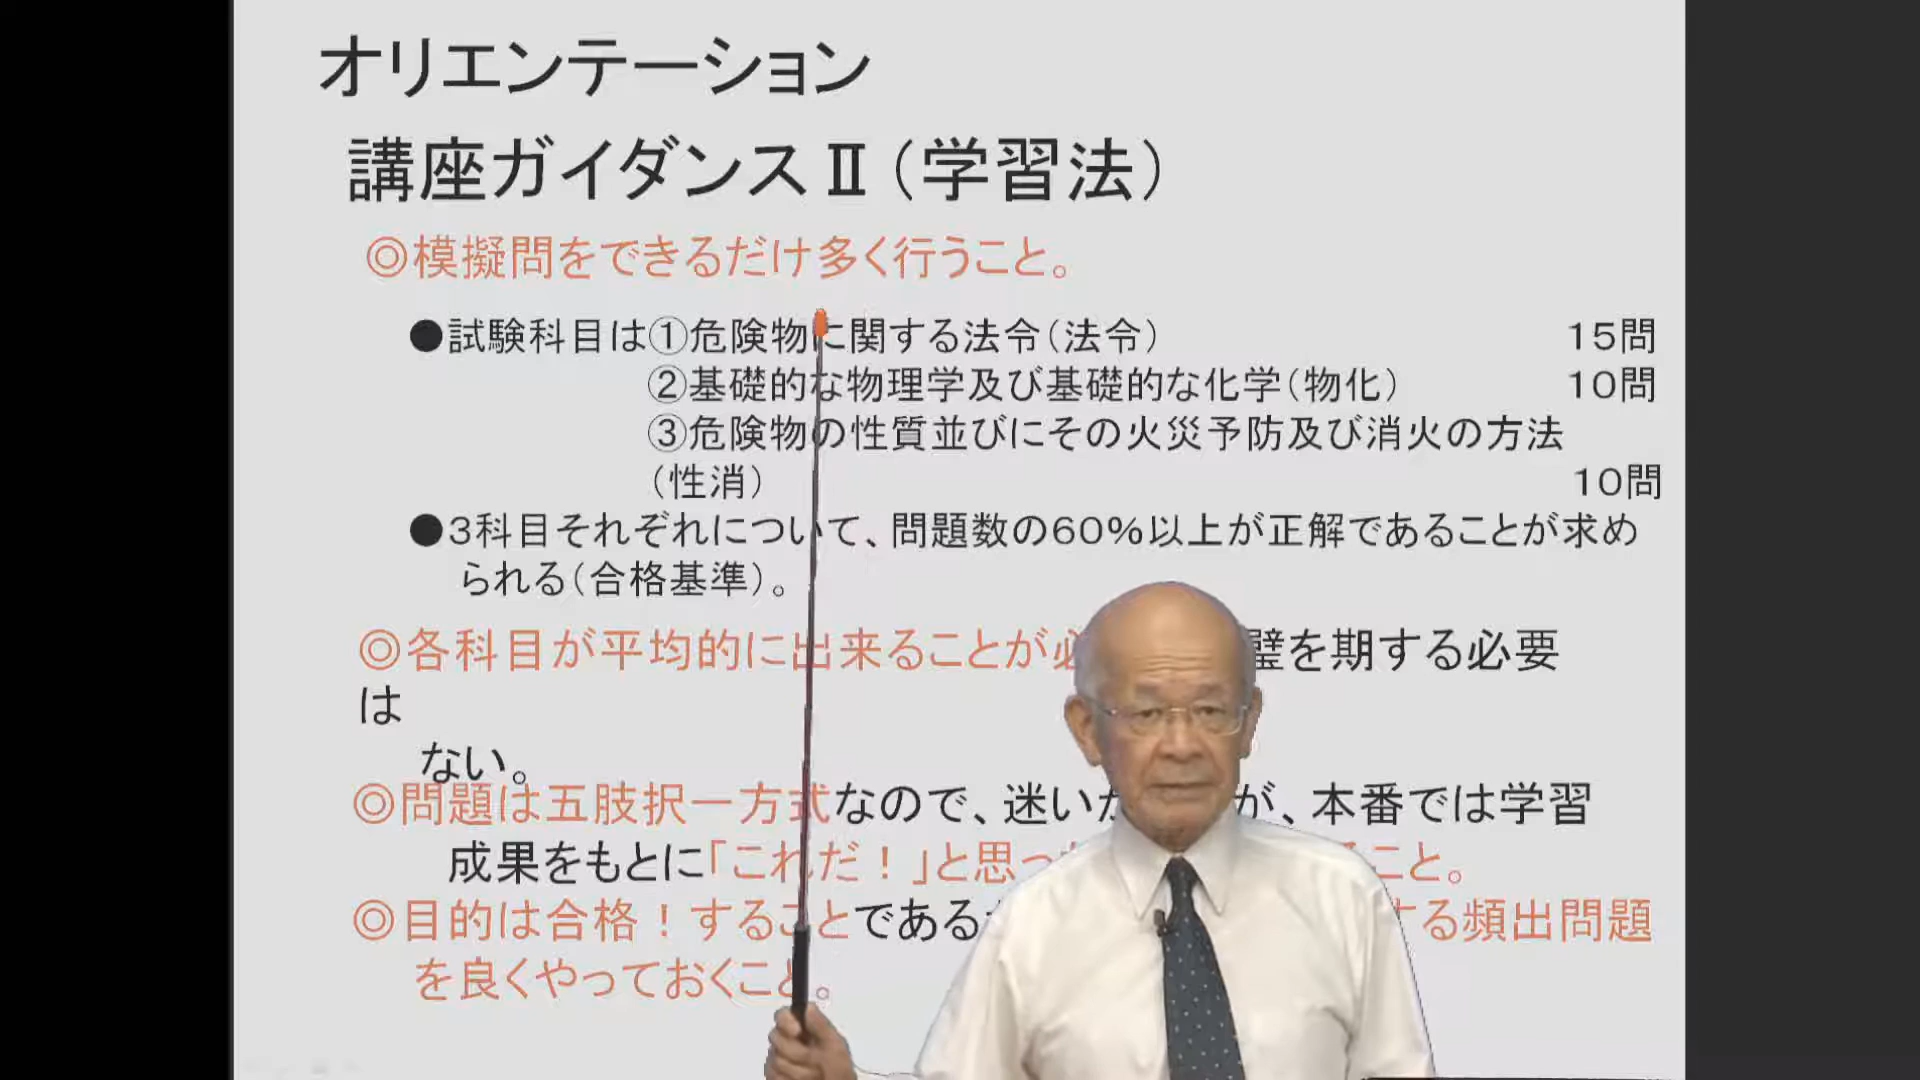 オリエンテーション
講座ガイダンスⅡ（学習法）
◎模擬問をできるだけ多く行うこと。
●試験科目は①危険物に関する法令（法令） 15問
②基礎的な物理学及び基礎的な化学（物化） 10問
③危険物の性質並びにその火災予防及び消火の方法
（性消） 10問
●3科目それぞれについて、問題数の60%以上が正解であることが求め
られる（合格基準）。
◎各科目が平均的に出来ることが必 璧を期する必要
は
ない。
◎問題は五肢択一方式なので、迷い が、本番では学習
成果をもとに「これだ！」と思っ こと。
◎目的は合格！することである する頻出問題
を良くやっておくこと。